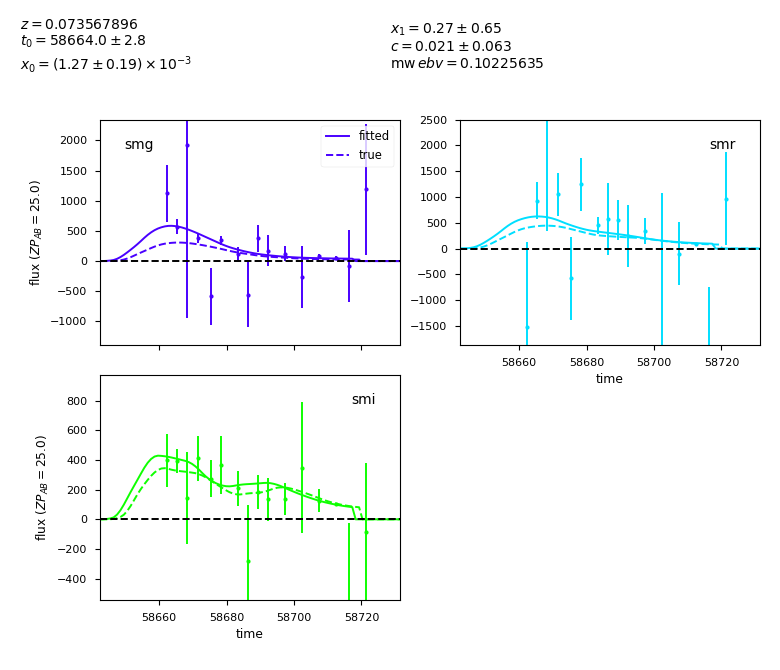 z = 0.073567896
t₀ = 58664.0 ± 2.8
x₀ = (1.27 ± 0.19) × 10⁻³
x₁ = 0.27 ± 0.65
c = 0.021 ± 0.063
mw ebv = 0.10225635
smg
fitted
true
2000
1500
1000
500
0
−500
−1000
flux (ZP_AB = 25.0)
smr
2500
2000
1500
1000
500
0
−500
−1000
−1500
58660 58680 58700 58720
time
smi
800
600
400
200
0
−200
−400
flux (ZP_AB = 25.0)
58660 58680 58700 58720
time